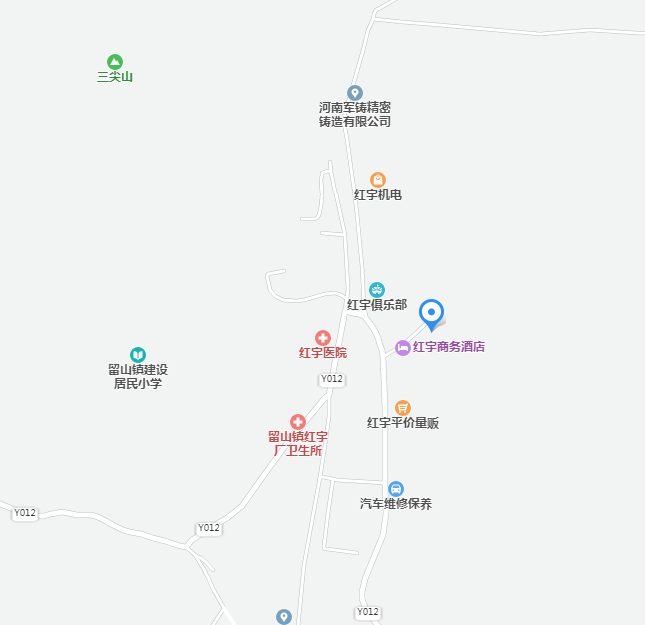 三尖山
河南军铸精密
铸造有限公司
红宇机电
红宇俱乐部
红宇医院
红宇商务酒店
留山镇建设
居民小学
Y012
红宇平价量贩
留山镇红宇
厂卫生所
汽车维修保养
Y012
Y012
Y012